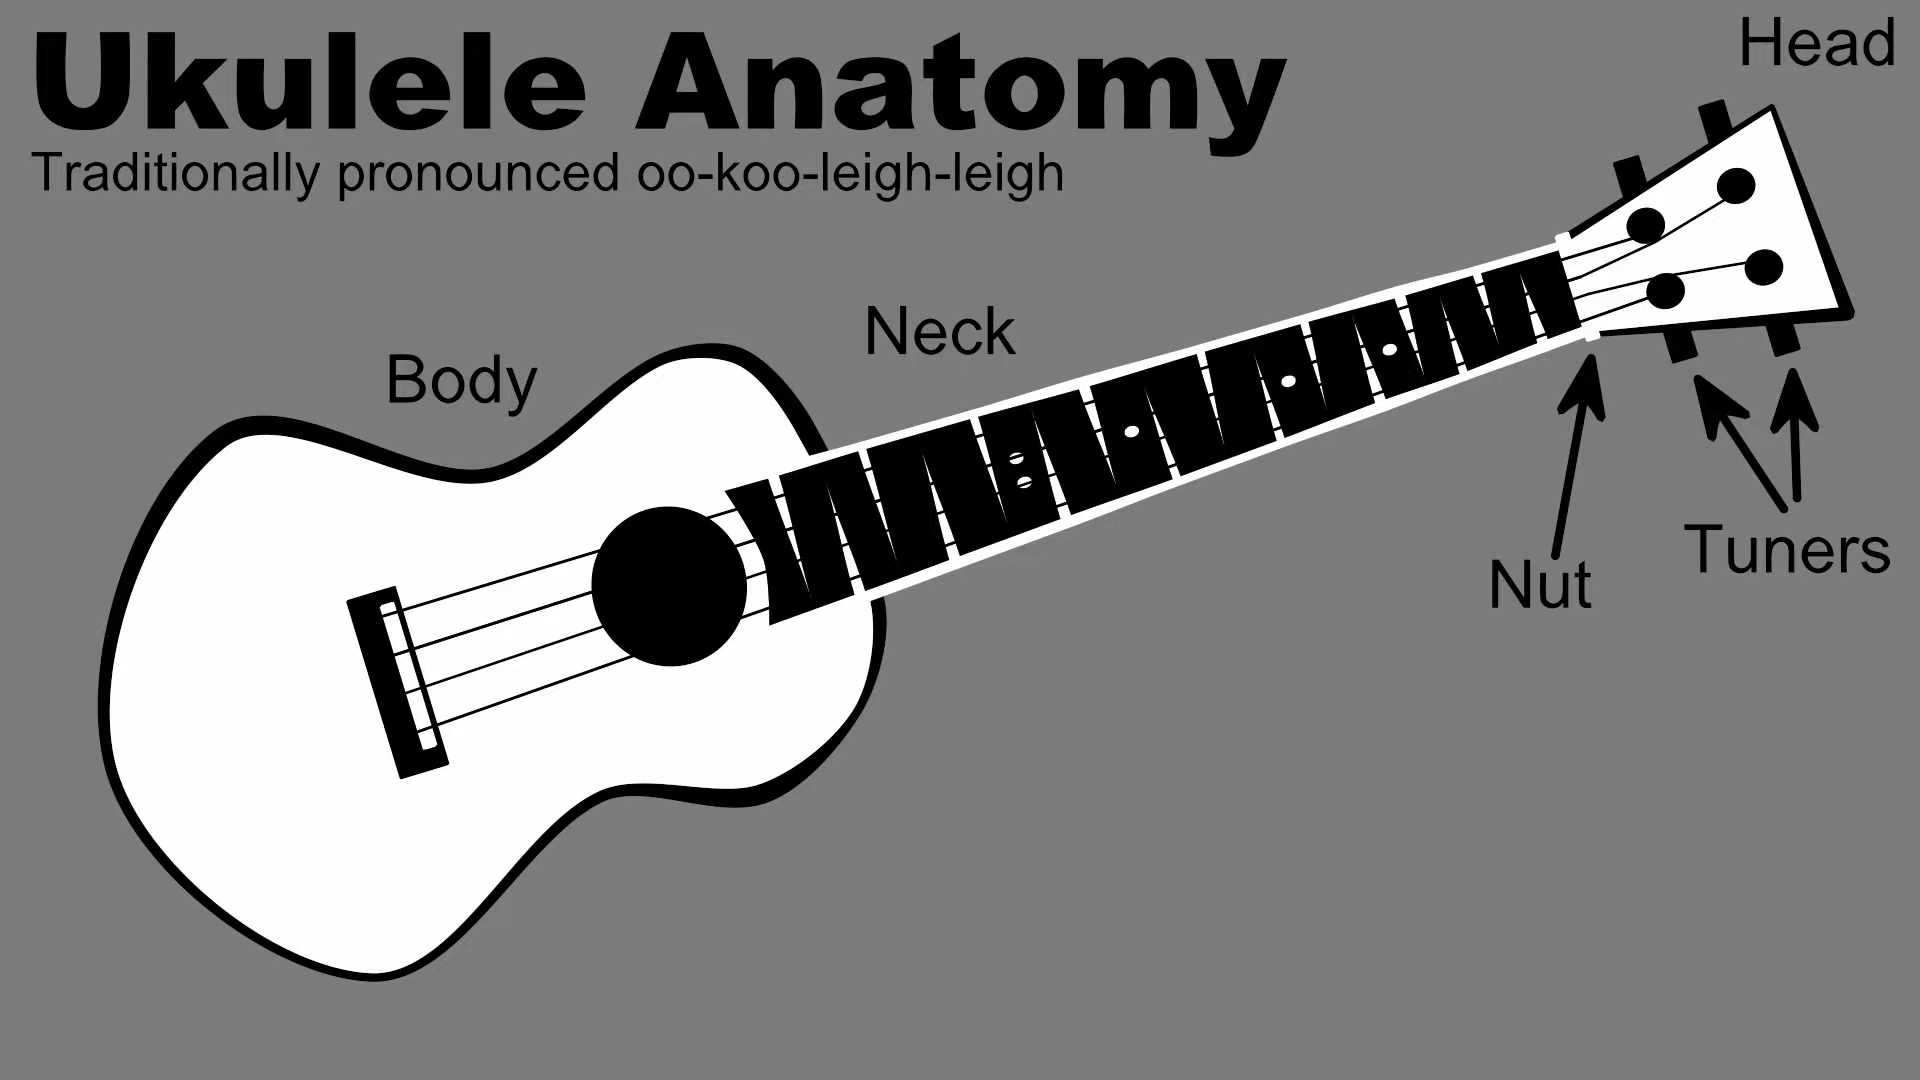 Ukulele Anatomy
Traditionally pronounced oo-koo-leigh-leigh
Head
Neck
Body
Tuners
Nut